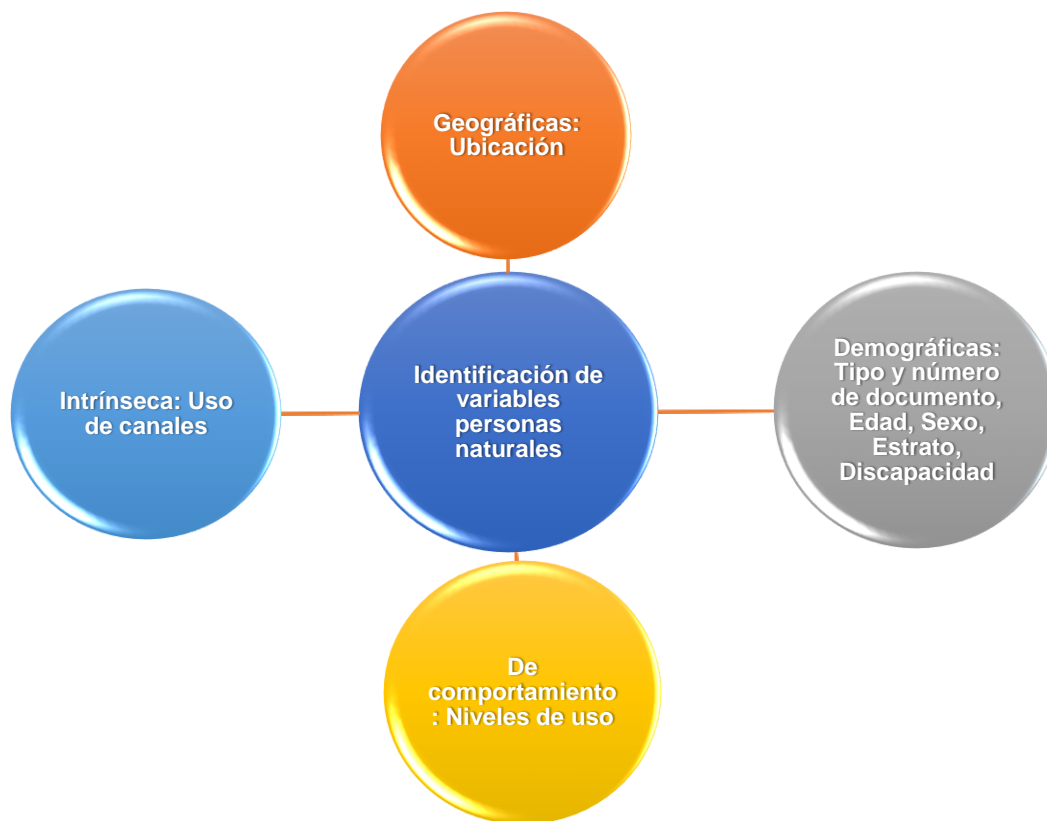 Geográficas:
Ubicación
Intrínseca: Uso
de canales
Identificación de
variables
personas
naturales
Demográficas:
Tipo y número
de documento,
Edad, Sexo,
Estrato,
Discapacidad
De
comportamiento
: Niveles de uso